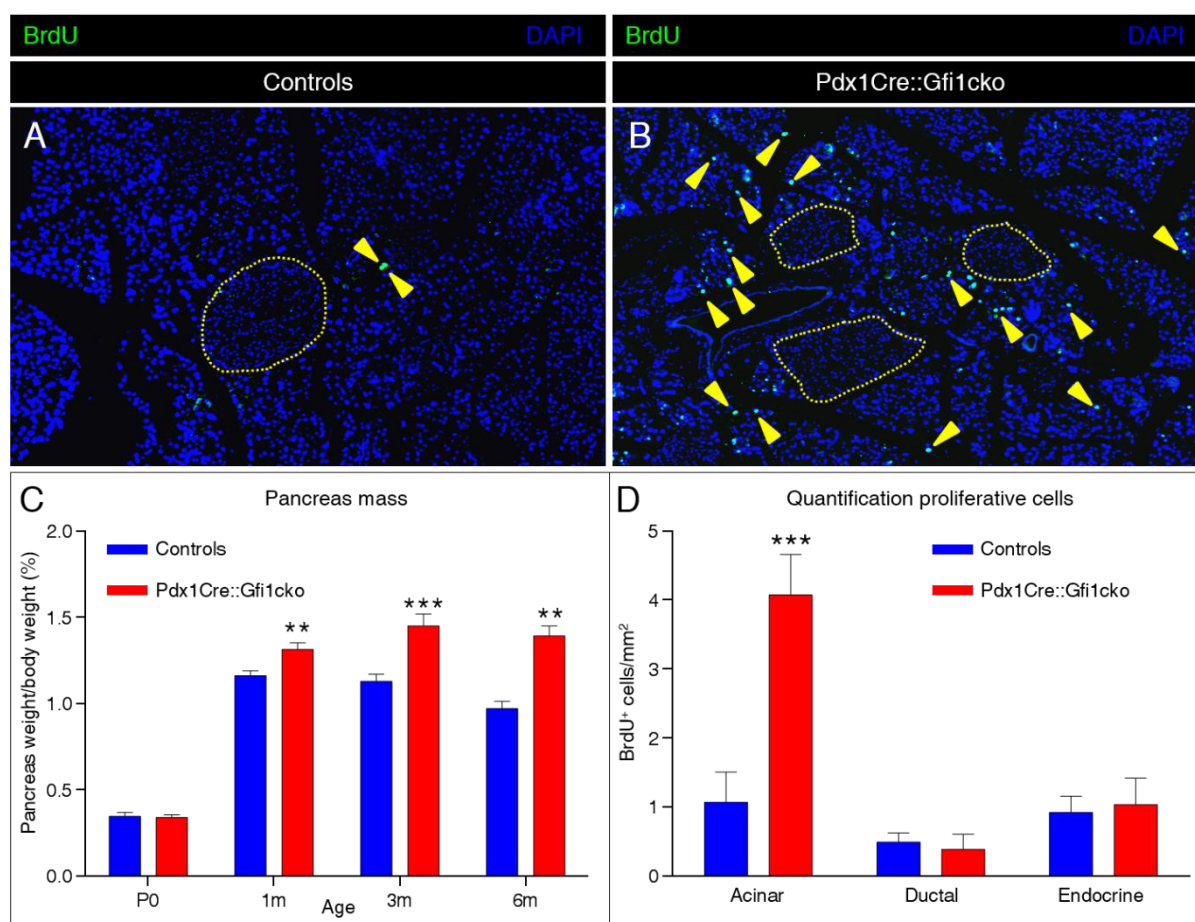 BrdU DAPI
Controls
A
BrdU DAPI
Pdx1Cre::Gfi1cko
B
C Pancreas mass
Pancreas weight/body weight (%)
2.0
1.5
1.0
0.5
0.0
Controls
Pdx1Cre::Gfi1cko
**
***
**
P0 1m 3m 6m
Age
D Quantification proliferative cells
BrdU⁺ cells/mm²
5
4
3
2
1
0
***
Controls
Pdx1Cre::Gfi1cko
Acinar Ductal Endocrine